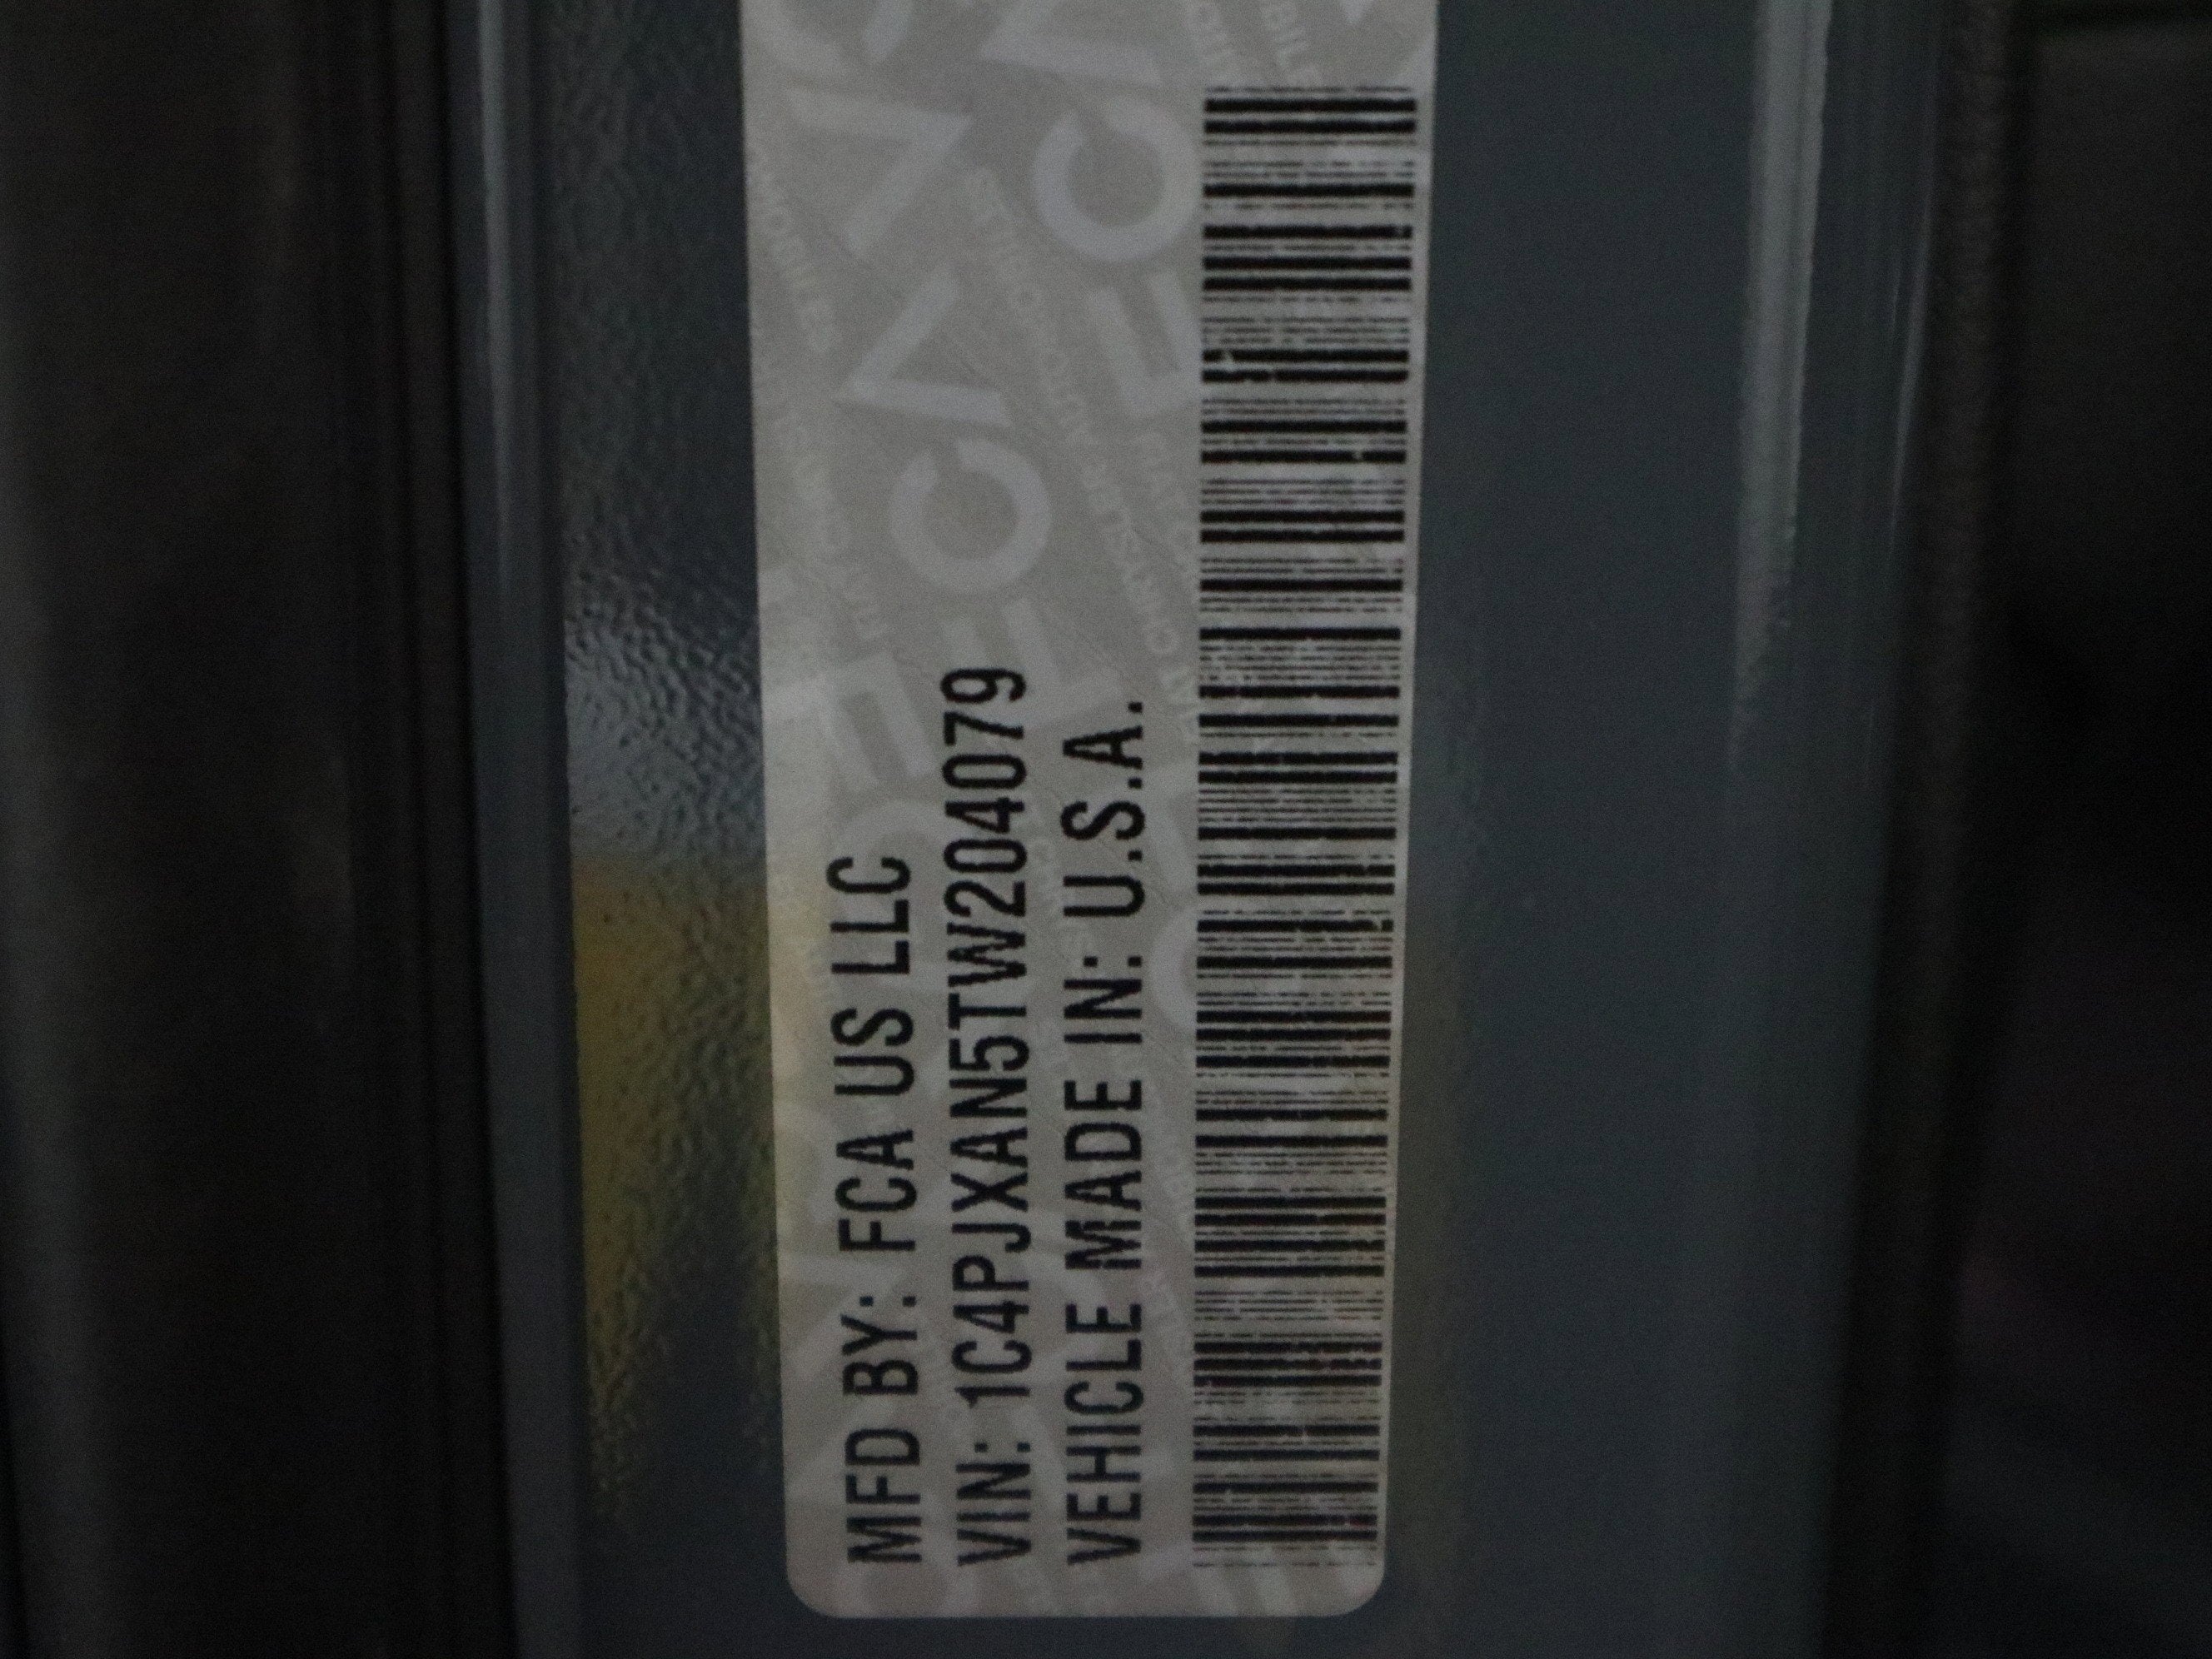 MFD BY: FCA US LLC
VIN: 1C4PJXAN5TW204079
VEHICLE MADE IN: U.S.A.